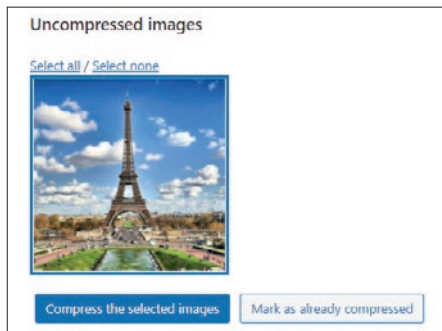 Uncompressed images
Select all / Select none
Compress the selected images Mark as already compressed